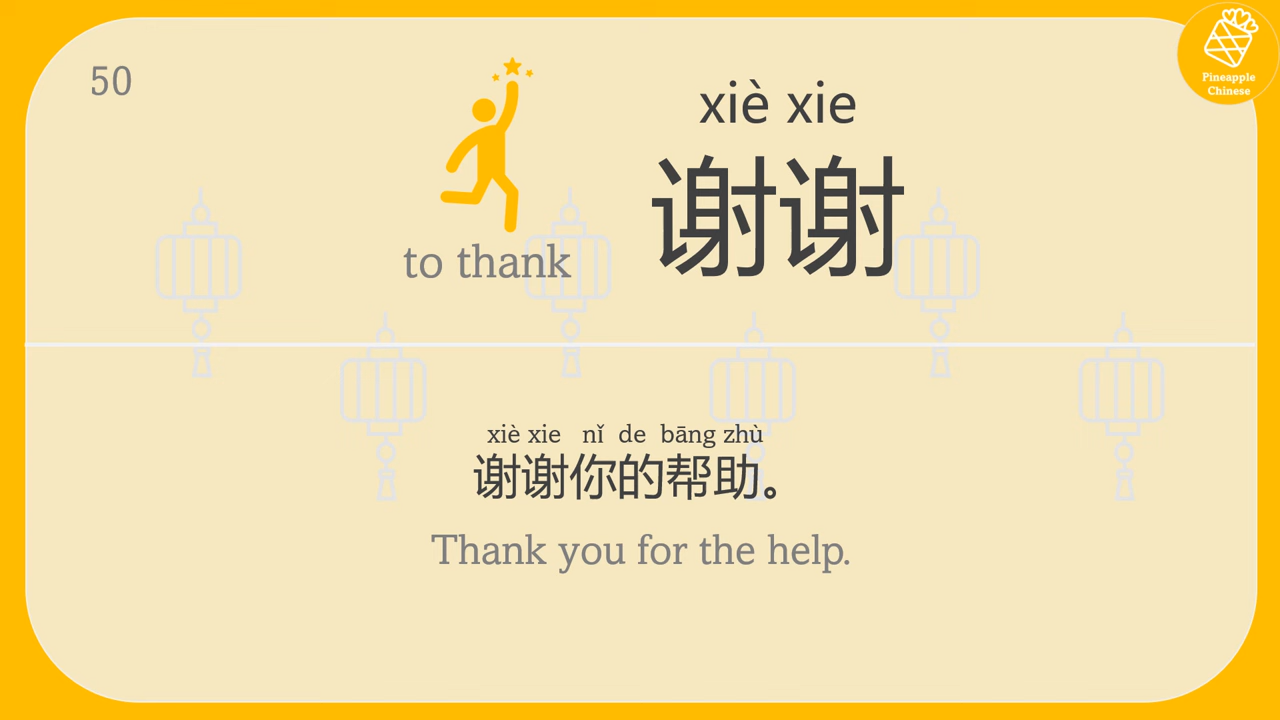 50
Pineapple
Chinese
xiè xie
谢谢
to thank
xiè xie nǐ de bāng zhù
谢谢你的帮助。
Thank you for the help.